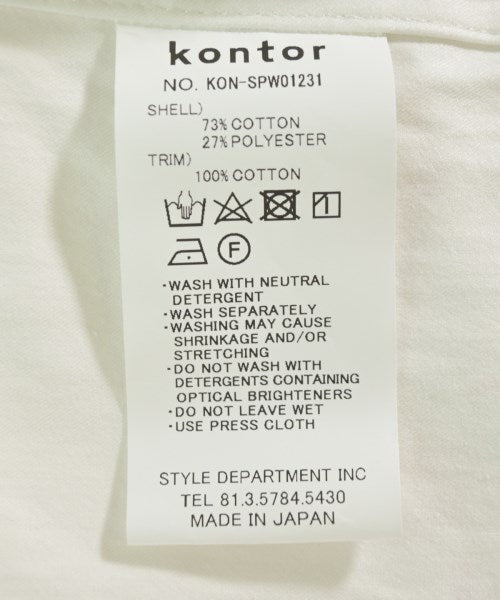 kontor
NO. KON-SPW01231
SHELL)
73% COTTON
27% POLYESTER
TRIM)
100% COTTON
F
・WASH WITH NEUTRAL
DETERGENT
・WASH SEPARATELY
・WASHING MAY CAUSE
SHRINKAGE AND/OR
STRETCHING
・DO NOT WASH WITH
DETERGENTS CONTAINING
OPTICAL BRIGHTENERS
・DO NOT LEAVE WET
・USE PRESS CLOTH
STYLE DEPARTMENT INC
TEL 81.3.5784.5430
MADE IN JAPAN